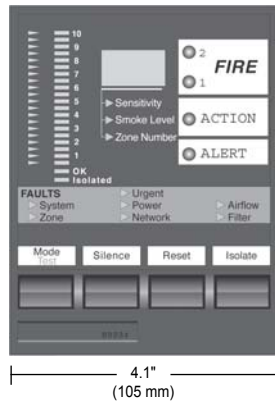 10
9
8
7
6
5
4
3
2
1
OK
Isolated
Sensitivity
Smoke Level
Zone Number
2
FIRE
1
ACTION
ALERT
FAULTS
Urgent
System
Power
Airflow
Zone
Network
Filter
Mode
Test
Silence
Reset
Isolate
4.1"
(105 mm)